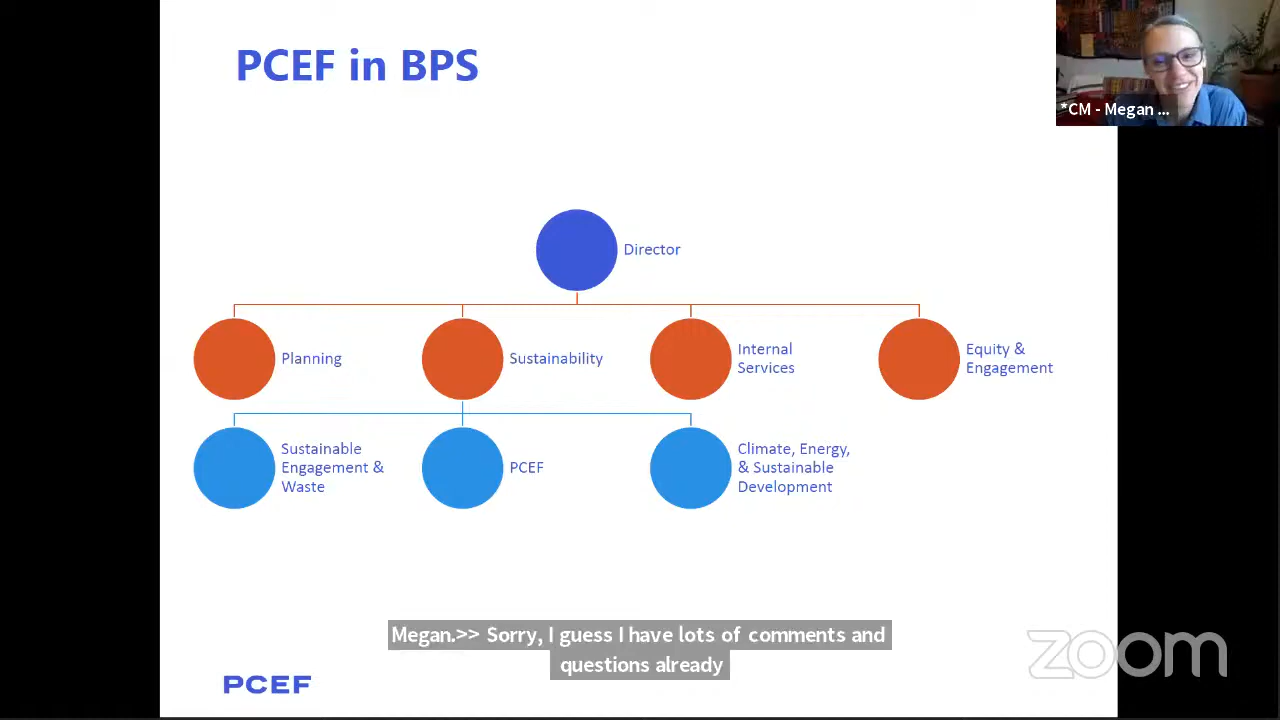 PCEF in BPS
*CM - Megan ...
Director
Planning
Sustainability
Internal
Services
Equity &
Engagement
Sustainable
Engagement &
Waste
PCEF
Climate, Energy,
& Sustainable
Development
Megan.>> Sorry, I guess I have lots of comments and
questions already
PCEF
zoom